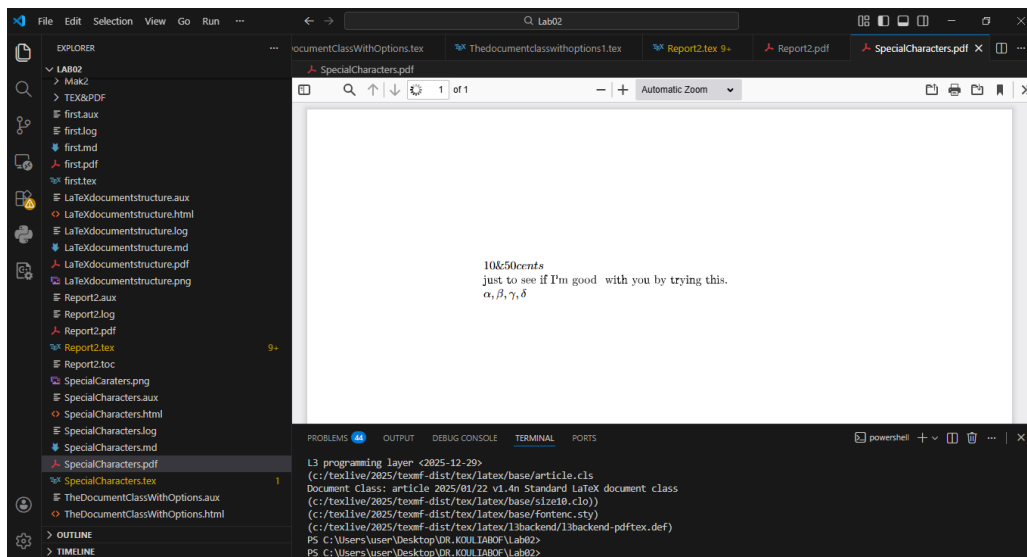 File Edit Selection View Go Run ··· Lab02
EXPLORER ···
ocumentClassWithOptions.tex Thedocumentclasswithoptions1.tex Report2.tex 9+ Report2.pdf SpecialCharacters.pdf
LAB02
SpecialCharacters.pdf
Mak2
TEX&PDF
first.aux
first.log
first.md
first.pdf
first.tex
LaTeXdocumentstructure.aux
LaTeXdocumentstructure.html
LaTeXdocumentstructure.log
LaTeXdocumentstructure.md
LaTeXdocumentstructure.pdf
LaTeXdocumentstructure.png
Report2.aux
Report2.log
Report2.pdf
Report2.tex 9+
Report2.toc
SpecialCaraters.png
SpecialCharacters.aux
SpecialCharacters.html
SpecialCharacters.log
SpecialCharacters.md
SpecialCharacters.pdf
SpecialCharacters.tex 1
TheDocumentClassWithOptions.aux
TheDocumentClassWithOptions.html
OUTLINE
TIMELINE
1 of 1 Automatic Zoom
10&50cents
just to see if I'm good with you by trying this.
α, β, γ, δ
PROBLEMS 44 OUTPUT DEBUG CONSOLE TERMINAL PORTS powershell ···
L3 programming layer <2025-12-29>
(c:/texlive/2025/texmf-dist/tex/latex/base/article.cls
Document Class: article 2025/01/22 v1.4n Standard LaTeX document class
(c:/texlive/2025/texmf-dist/tex/latex/base/size10.clo))
(c:/texlive/2025/texmf-dist/tex/latex/base/fontenc.sty)
(c:/texlive/2025/texmf-dist/tex/latex/l3backend/l3backend-pdftex.def)
PS C:\Users\user\Desktop\DR.KOULIABOF\Lab02>
PS C:\Users\user\Desktop\DR.KOULIABOF\Lab02>